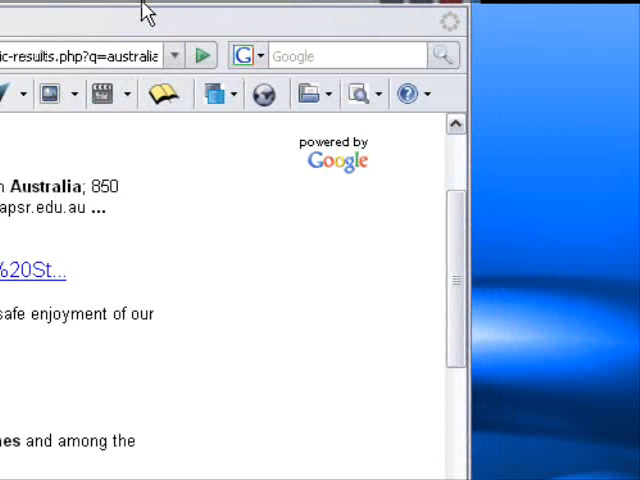 ic-results.php?q=australia
G Google
powered by
Google
Australia; 850
apsr.edu.au ...
%20St...
safe enjoyment of our
nes and among the